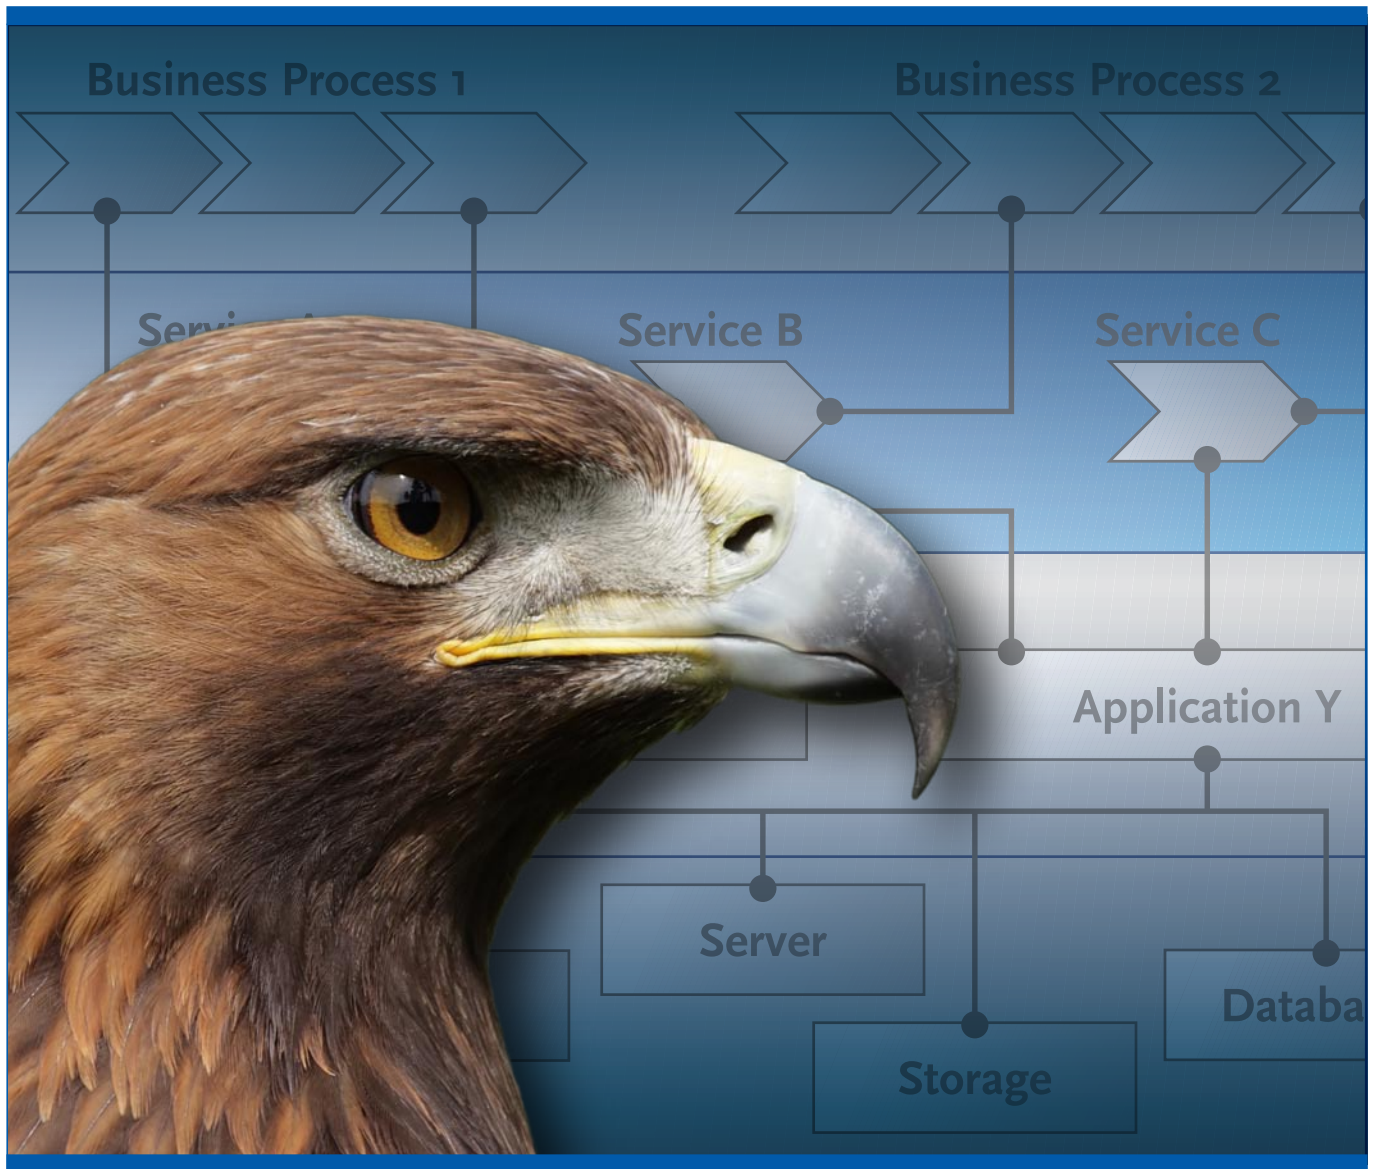 Business Process 1
Business Process 2
Service B
Service C
Application Y
Server
Storage